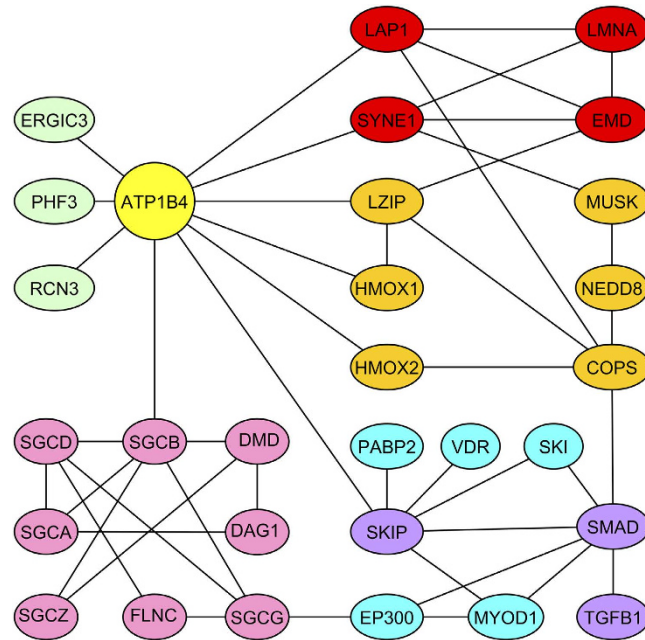 LAP1 LMNA
ERGIC3 SYNE1 EMD
PHF3 ATP1B4 LZIP MUSK
RCN3 HMOX1 NEDD8
HMOX2 COPS
SGCD SGCB DMD PABP2 VDR SKI
SGCA DAG1 SKIP SMAD
SGCZ FLNC SGCG EP300 MYOD1 TGFB1